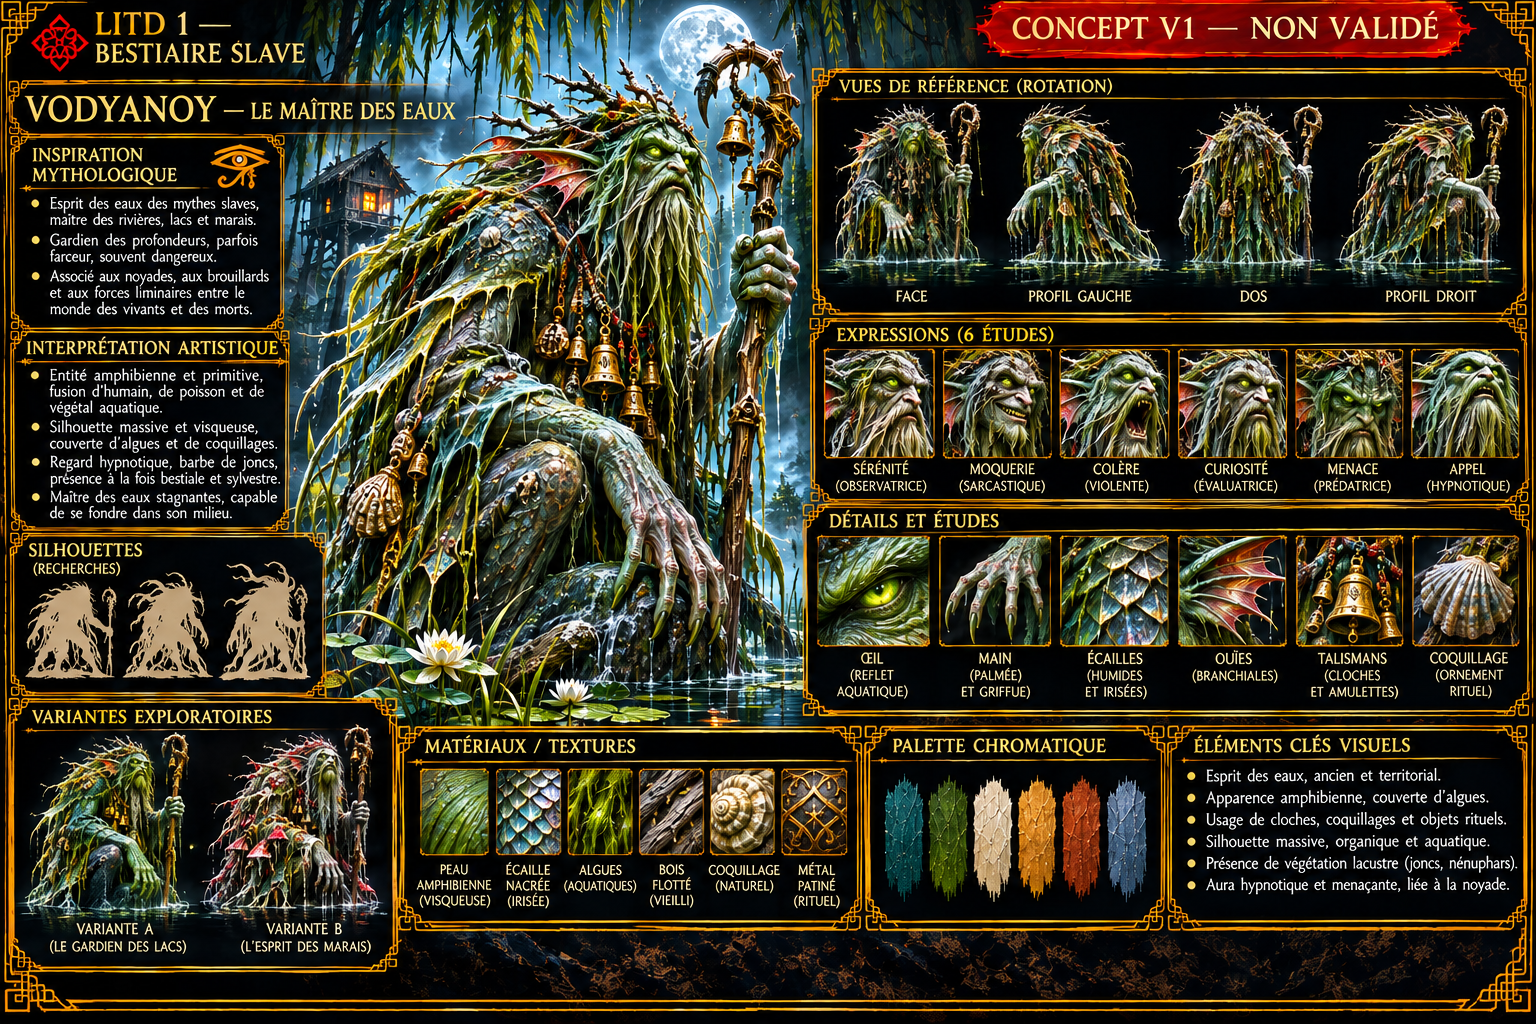 LITD 1 —
BESTIAIRE SLAVE
CONCEPT V1 — NON VALIDÉ
VODYANOY — LE MAÎTRE DES EAUX
INSPIRATION
MYTHOLOGIQUE
Esprit des eaux des mythes slaves,
maître des rivières, lacs et marais.
Gardien des profondeurs, parfois
farceur, souvent dangereux.
Associé aux noyades, aux brouillards
et aux forces liminaires entre le
monde des vivants et des morts.
INTERPRÉTATION ARTISTIQUE
Entité amphibienne et primitive,
fusion d'humain, de poisson et de
végétal aquatique.
Silhouette massive et visqueuse,
couverte d'algues et de coquillages.
Regard hypnotique, barbe de joncs,
présence à la fois bestiale et sylvestre.
Maître des eaux stagnantes, capable
de se fondre dans son milieu.
SILHOUETTES
(RECHERCHES)
VARIANTES EXPLORATOIRES
VARIANTE A
(LE GARDIEN DES LACS)
VARIANTE B
(L'ESPRIT DES MARAIS)
VUES DE RÉFÉRENCE (ROTATION)
FACE
PROFIL GAUCHE
DOS
PROFIL DROIT
EXPRESSIONS (6 ÉTUDES)
SÉRÉNITÉ
(OBSERVATRICE)
MOQUERIE
(SARCASTIQUE)
COLÈRE
(VIOLENTE)
CURIOSITÉ
(ÉVALUATRICE)
MENACE
(PRÉDATRICE)
APPEL
(HYPNOTIQUE)
DÉTAILS ET ÉTUDES
ŒIL
(REFLET
AQUATIQUE)
MAIN
(PALMÉE)
ET GRIFFUE)
ÉCAILLES
(HUMIDES
ET IRISÉES)
OUÏES
(BRANCHIALES)
TALISMANS
(CLOCHES
ET AMULETTES)
COQUILLAGE
(ORNEMENT
RITUEL)
MATÉRIAUX / TEXTURES
PEAU
AMPHIBIENNE
(VISQUEUSE)
ÉCAILLE
NACRÉE
(IRISÉE)
ALGUES
(AQUATIQUES)
BOIS
FLOTTÉ
(VIEILLI)
COQUILLAGE
(NATUREL)
MÉTAL
PATINÉ
(RITUEL)
PALETTE CHROMATIQUE
ÉLÉMENTS CLÉS VISUELS
Esprit des eaux, ancien et territorial.
Apparence amphibienne, couverte d'algues.
Usage de cloches, coquillages et objets rituels.
Silhouette massive, organique et aquatique.
Présence de végétation lacustre (joncs, nénuphars).
Aura hypnotique et menaçante, liée à la noyade.